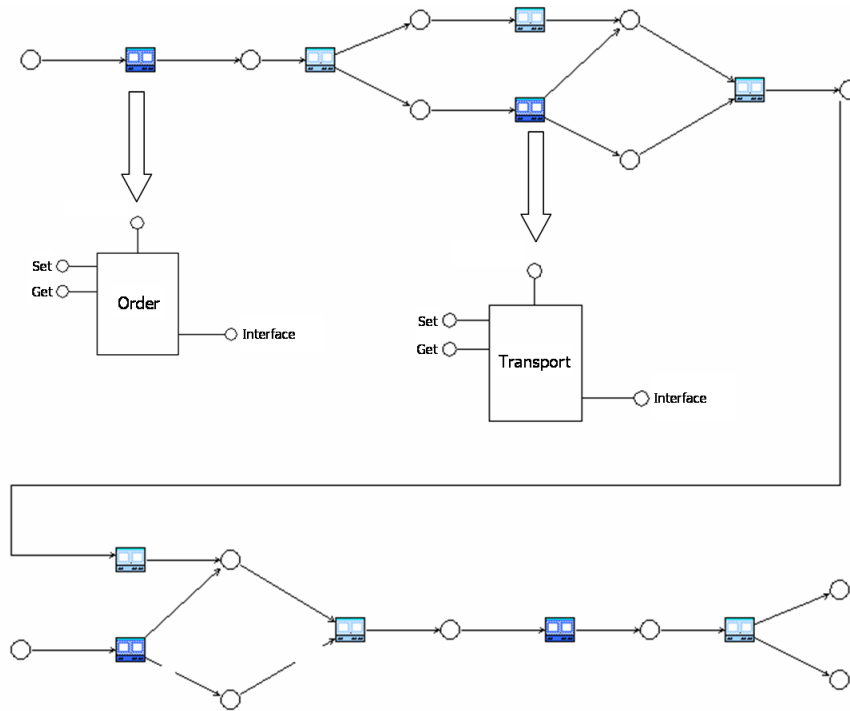 Set
Get
Order
Interface
Set
Get
Transport
Interface